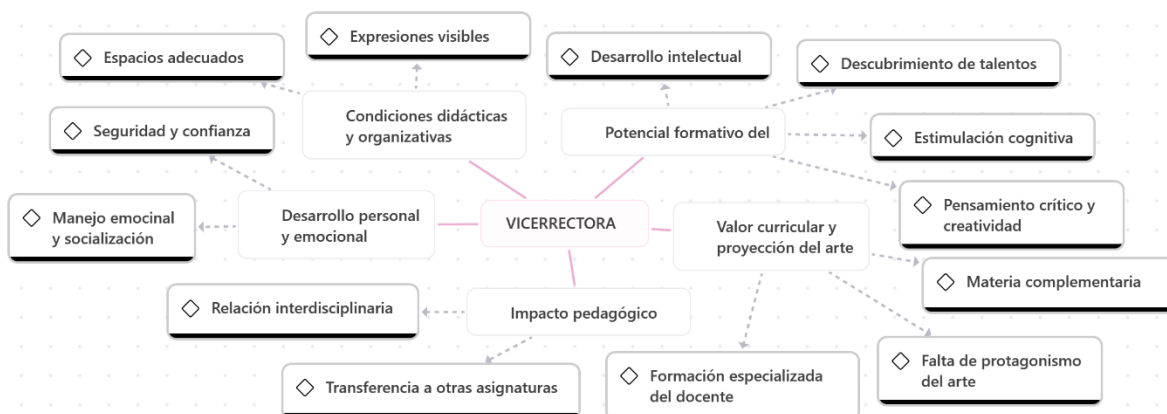 Expresiones visibles
Espacios adecuados
Desarrollo intelectual
Descubrimiento de talentos
Condiciones didácticas
y organizativas
Seguridad y confianza
Potencial formativo del
Estimulación cognitiva
Manejo emocinal
y socialización
Desarrollo personal
y emocional
VICERRECTORA
Valor curricular y
proyección del arte
Pensamiento crítico y
creatividad
Materia complementaria
Relación interdisciplinaria
Impacto pedagógico
Transferencia a otras asignaturas
Formación especializada
del docente
Falta de protagonismo
del arte